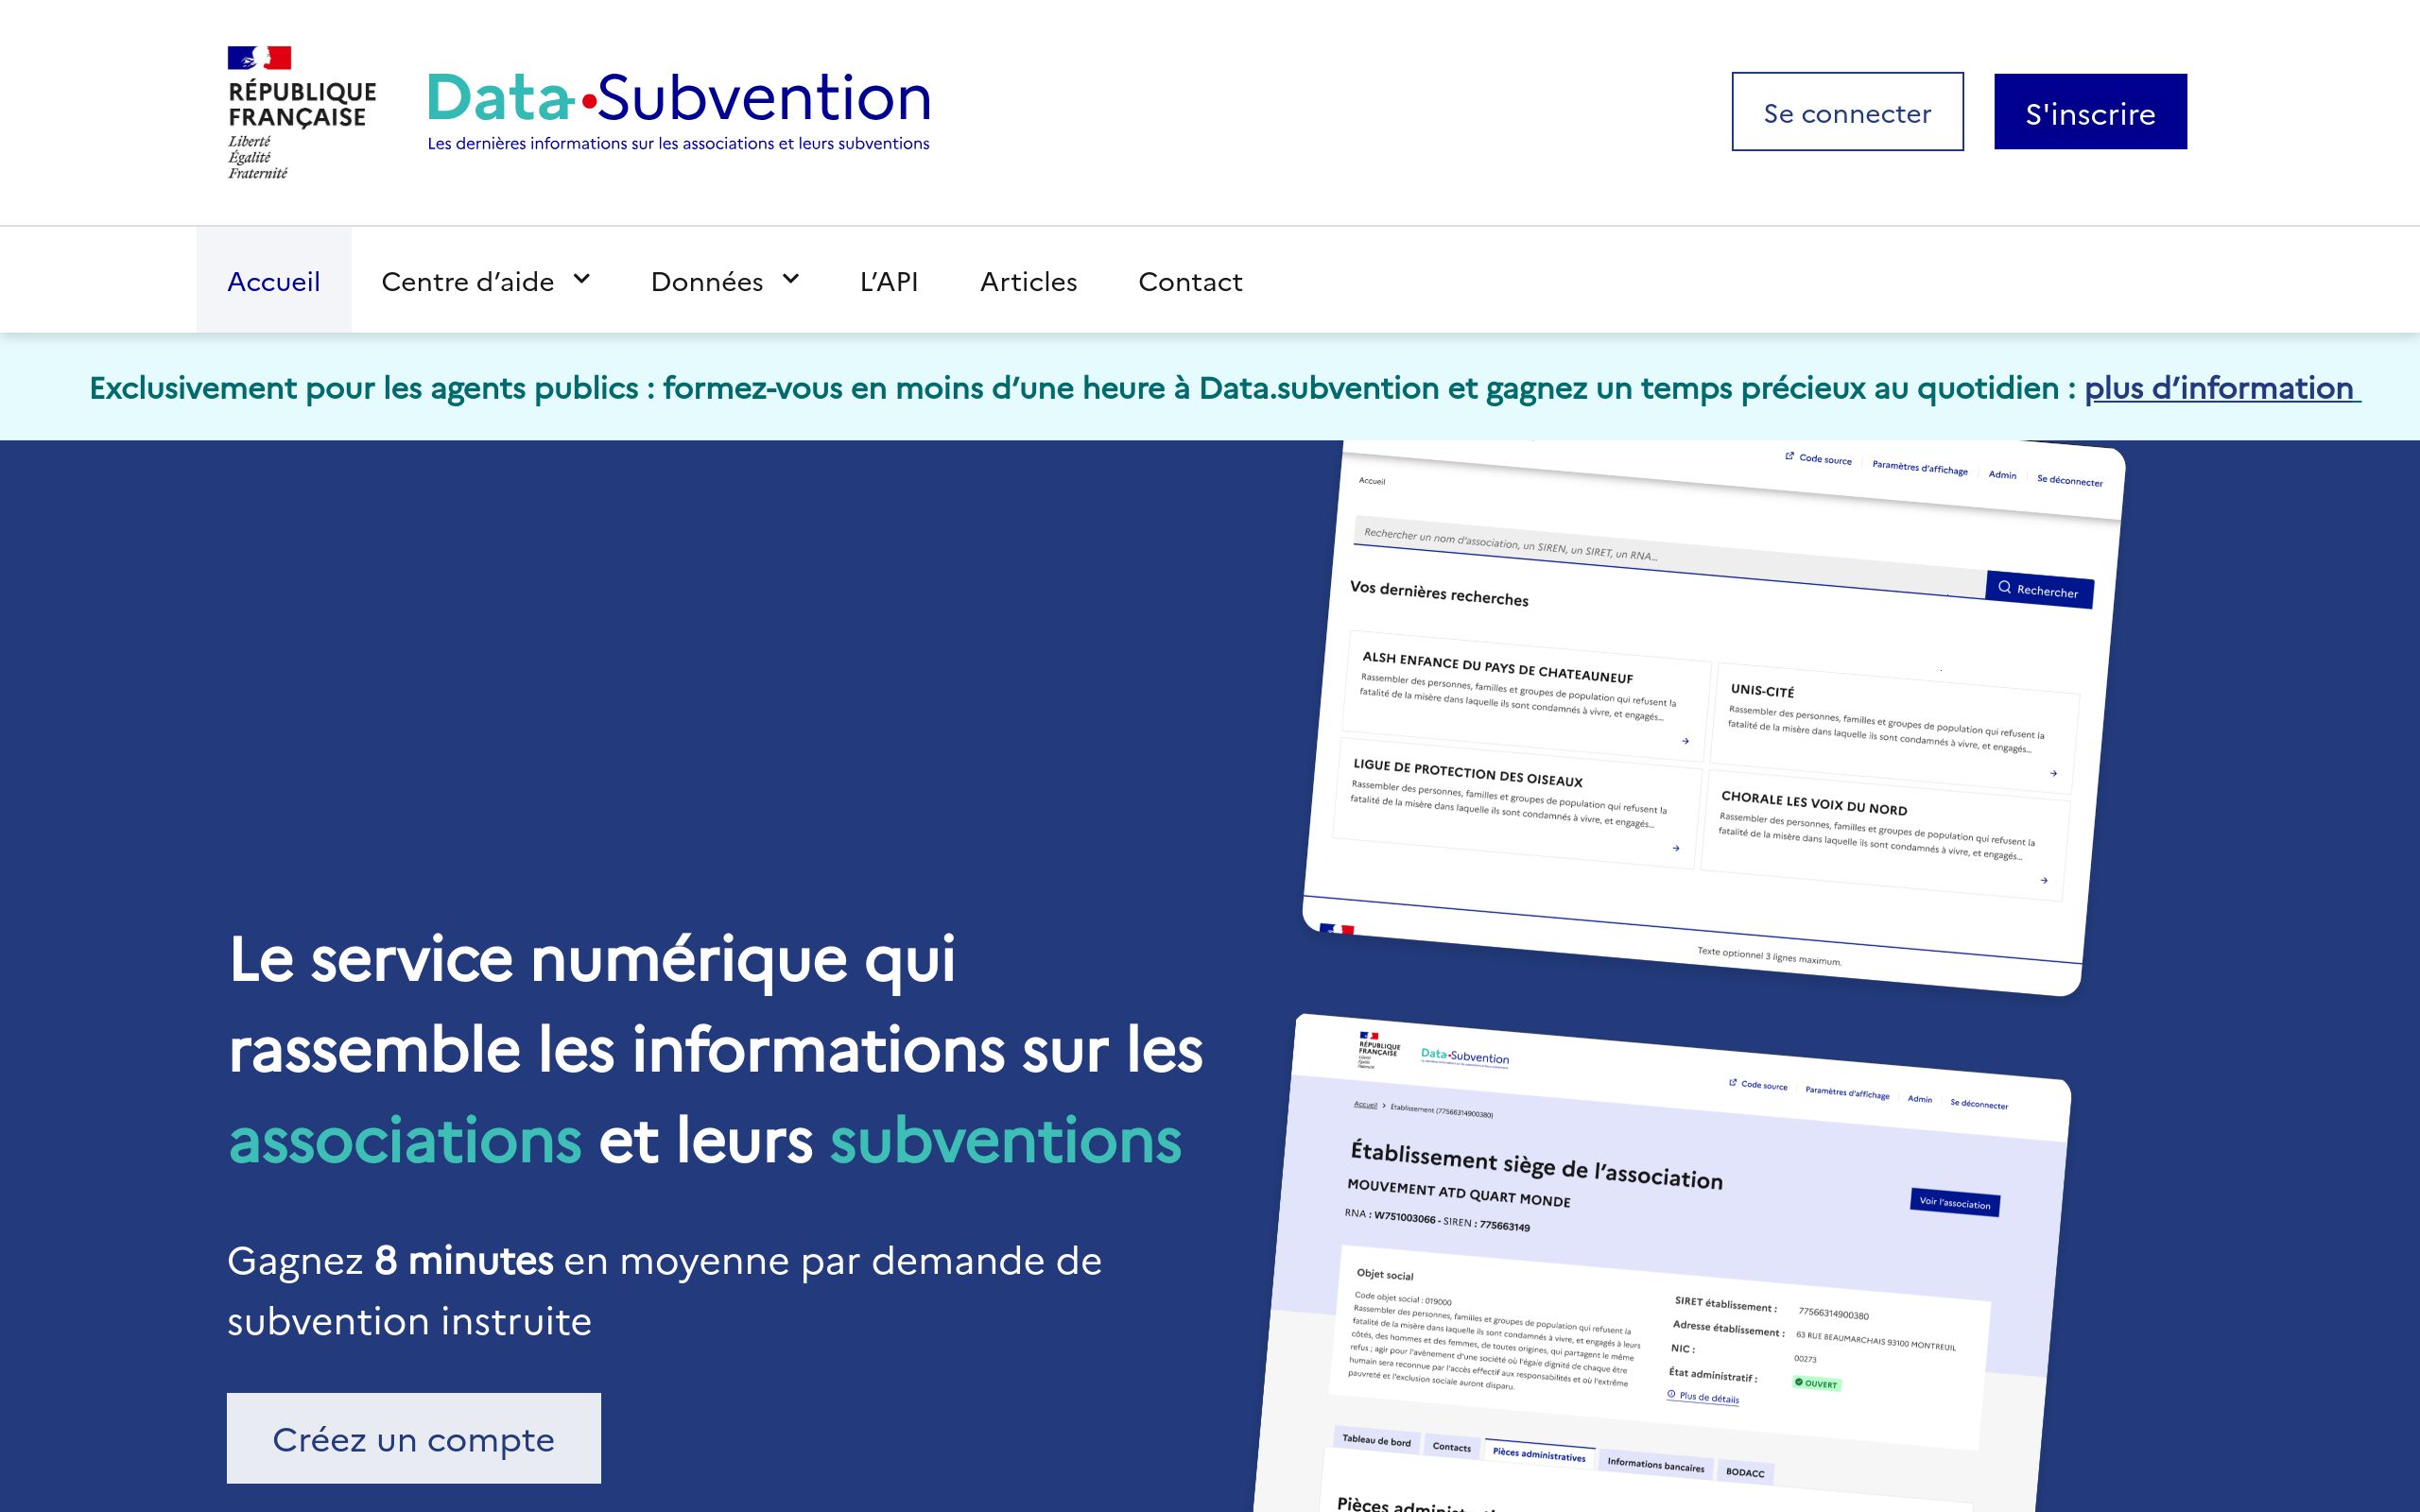 RÉPUBLIQUE
FRANÇAISE
Liberté
Égalité
Fraternité
Data.Subvention
Les dernières informations sur les associations et leurs subventions
Se connecter
S'inscrire
Accueil
Centre d’aide
Données
L’API
Articles
Contact
Exclusivement pour les agents publics : formez-vous en moins d’une heure à Data.subvention et gagnez un temps précieux au quotidien : plus d’information
Le service numérique qui
rassemble les informations sur les
associations et leurs subventions
Gagnez 8 minutes en moyenne par demande de
subvention instruite
Créez un compte
Code source
Paramètres d’affichage
Admin
Se déconnecter
Accueil
Rechercher un nom d’association, un SIREN, un SIRET, un RNA...
Rechercher
Vos dernières recherches
ALSH ENFANCE DU PAYS DE CHATEAUNEUF
Rassembler des personnes, familles et groupes de population qui refusent la
fatalité de la misère dans laquelle ils sont condamnés à vivre, et engagés...
UNIS-CITÉ
Rassembler des personnes, familles et groupes de population qui refusent la
fatalité de la misère dans laquelle ils sont condamnés à vivre, et engagés...
LIGUE DE PROTECTION DES OISEAUX
Rassembler des personnes, familles et groupes de population qui refusent la
fatalité de la misère dans laquelle ils sont condamnés à vivre, et engagés...
CHORALE LES VOIX DU NORD
Rassembler des personnes, familles et groupes de population qui refusent la
fatalité de la misère dans laquelle ils sont condamnés à vivre, et engagés...
Texte optionnel 3 lignes maximum.
RÉPUBLIQUE
FRANÇAISE
Liberté
Égalité
Fraternité
Data.Subvention
Code source
Paramètres d’affichage
Admin
Se déconnecter
Accueil > Établissement (77566314900380)
Établissement siège de l’association
MOUVEMENT ATD QUART MONDE
RNA : W751003066 - SIREN : 775663149
Voir l’association
Objet social
Code objet social : 019000
Rassembler des personnes, familles et groupes de population qui refusent la
fatalité de la misère dans laquelle ils sont condamnés à vivre, et engagés à leurs
côtés, des hommes et des femmes, de toutes origines, qui partagent le même
refus ; agir pour l'avènement d'une société où l'égale dignité de chaque être
humain sera reconnue par l'accès effectif aux responsabilités et où l'extrême
pauvreté et l'exclusion sociale auront disparu.
SIRET établissement : 77566314900380
Adresse établissement : 63 RUE BEAUMARCHAIS 93100 MONTREUIL
NIC : 00273
État administratif : OUVERT
Plus de détails
Tableau de bord
Contacts
Pièces administratives
Informations bancaires
BODACC